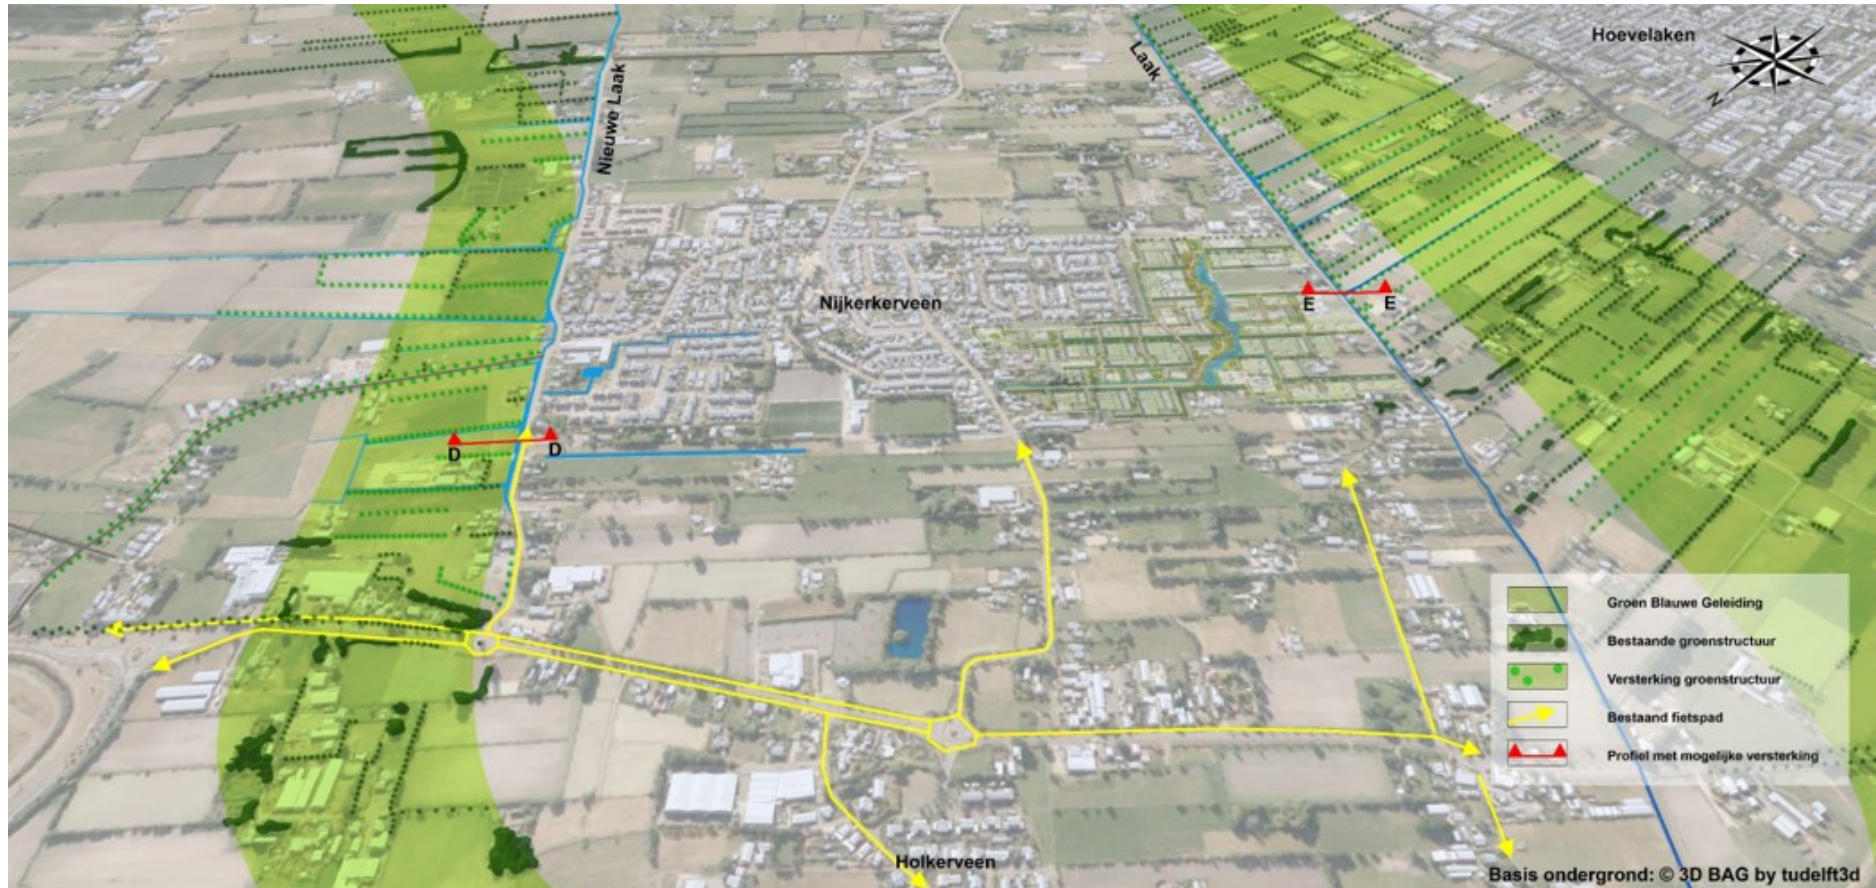 Hoevelaken
N
Laak
Nieuwe Laak
Nijkerkerveen
E
E
D
D
Groen Blauwe Geleiding
Bestaande groenstructuur
Versterking groenstructuur
Bestaand fietspad
Profiel met mogelijke versterking
Holkerveen
Basis ondergrond: © 3D BAG by tudelft3d